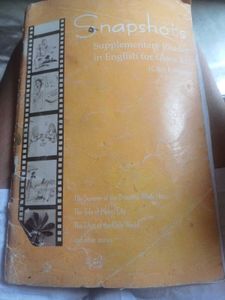 Snapshots
Supplementary Reader
in English for Class XI
The Summer of the Beautiful White Horse
The Tale of Melon City
The Ghat of the Only World
and other stories